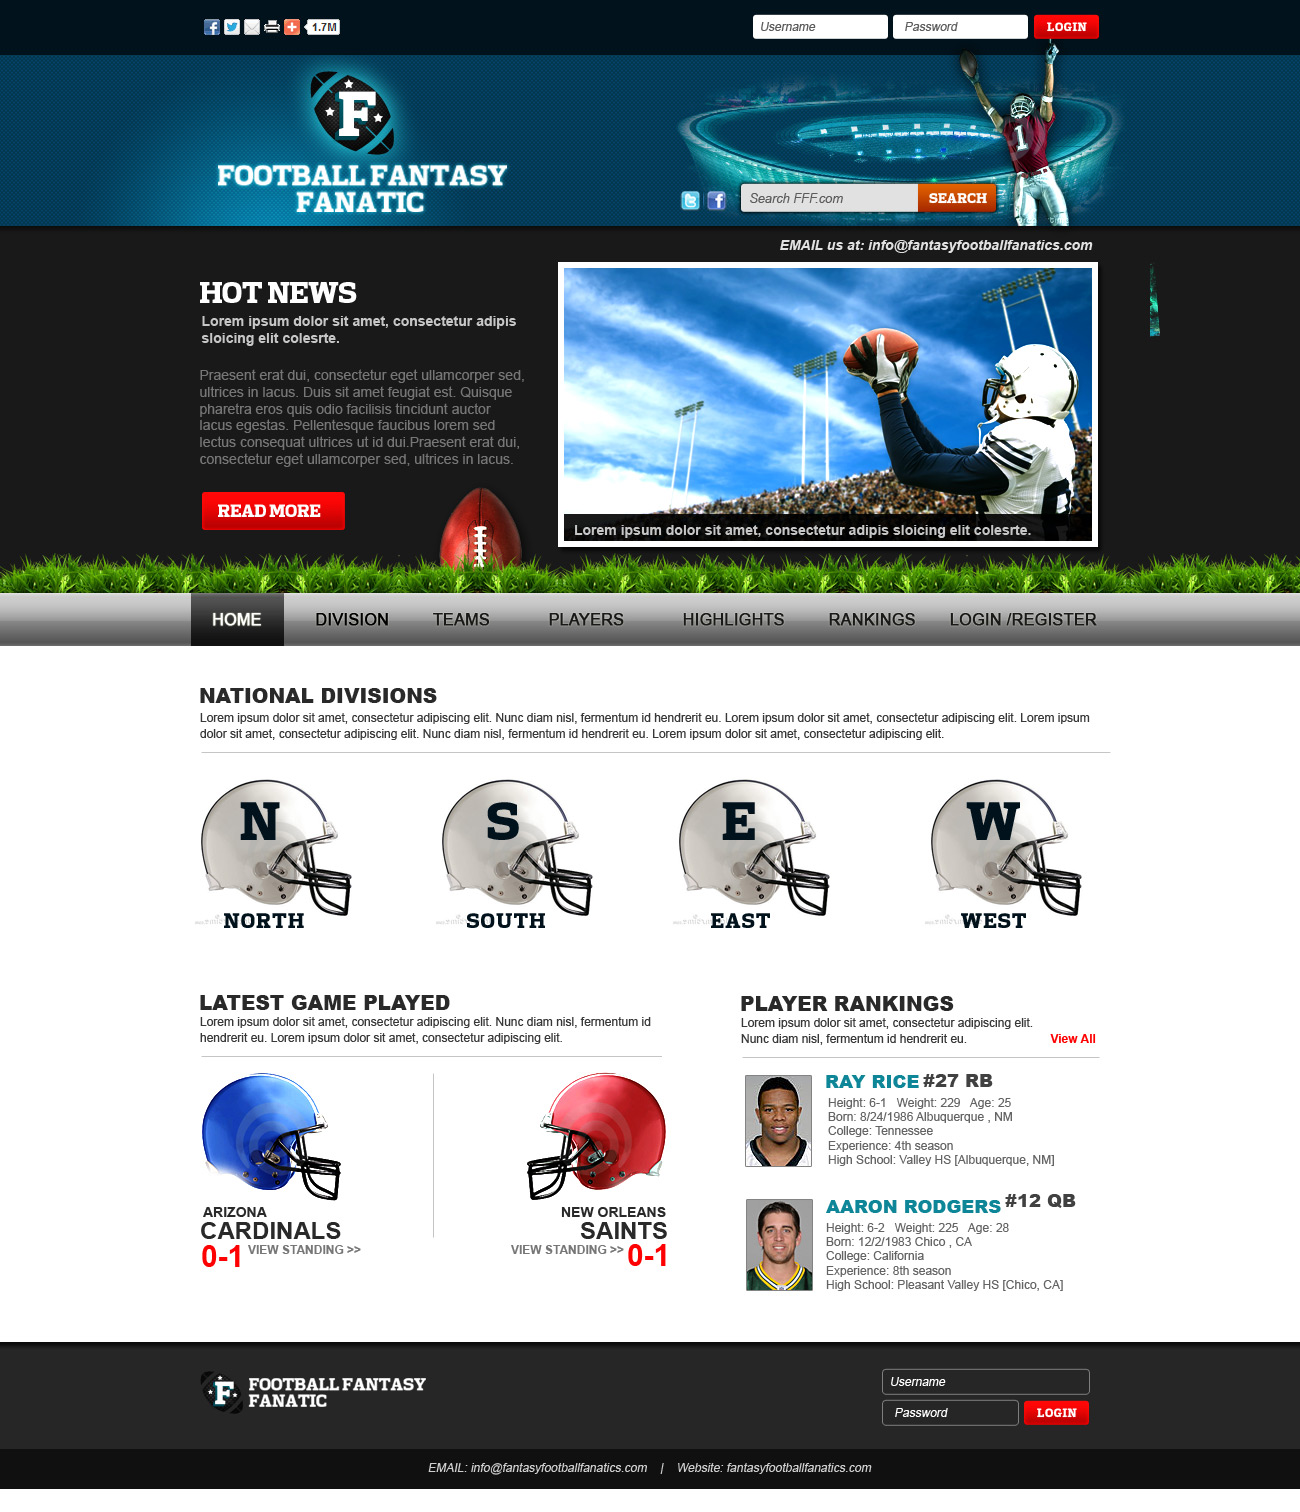 1.7M
Username
Password
LOGIN
F
FOOTBALL FANTASY
FANATIC
1
Search FFF.com
SEARCH
EMAIL us at: info@fantasyfootballfanatics.com
HOT NEWS
Lorem ipsum dolor sit amet, consectetur adipis
sloicing elit colesrte.
Praesent erat dui, consectetur eget ullamcorper sed,
ultrices in lacus. Duis sit amet feugiat est. Quisque
pharetra eros quis odio facilisis tincidunt auctor
lacus egestas. Pellentesque faucibus lorem sed
lectus consequat ultrices ut id dui.Praesent erat dui,
consectetur eget ullamcorper sed, ultrices in lacus.
READ MORE
Lorem ipsum dolor sit amet, consectetur adipis sloicing elit colesrte.
HOME
DIVISION
TEAMS
PLAYERS
HIGHLIGHTS
RANKINGS
LOGIN /REGISTER
NATIONAL DIVISIONS
Lorem ipsum dolor sit amet, consectetur adipiscing elit. Nunc diam nisl, fermentum id hendrerit eu. Lorem ipsum dolor sit amet, consectetur adipiscing elit. Lorem ipsum
dolor sit amet, consectetur adipiscing elit. Nunc diam nisl, fermentum id hendrerit eu. Lorem ipsum dolor sit amet, consectetur adipiscing elit.
N
NORTH
S
SOUTH
E
EAST
W
WEST
LATEST GAME PLAYED
Lorem ipsum dolor sit amet, consectetur adipiscing elit. Nunc diam nisl, fermentum id
hendrerit eu. Lorem ipsum dolor sit amet, consectetur adipiscing elit.
ARIZONA
CARDINALS
0-1 VIEW STANDING >>
NEW ORLEANS
SAINTS
VIEW STANDING >> 0-1
PLAYER RANKINGS
Lorem ipsum dolor sit amet, consectetur adipiscing elit.
Nunc diam nisl, fermentum id hendrerit eu.
View All
RAY RICE #27 RB
Height: 6-1 Weight: 229 Age: 25
Born: 8/24/1986 Albuquerque , NM
College: Tennessee
Experience: 4th season
High School: Valley HS [Albuquerque, NM]
AARON RODGERS #12 QB
Height: 6-2 Weight: 225 Age: 28
Born: 12/2/1983 Chico , CA
College: California
Experience: 8th season
High School: Pleasant Valley HS [Chico, CA]
F
FOOTBALL FANTASY
FANATIC
Username
Password
LOGIN
EMAIL: info@fantasyfootballfanatics.com | Website: fantasyfootballfanatics.com